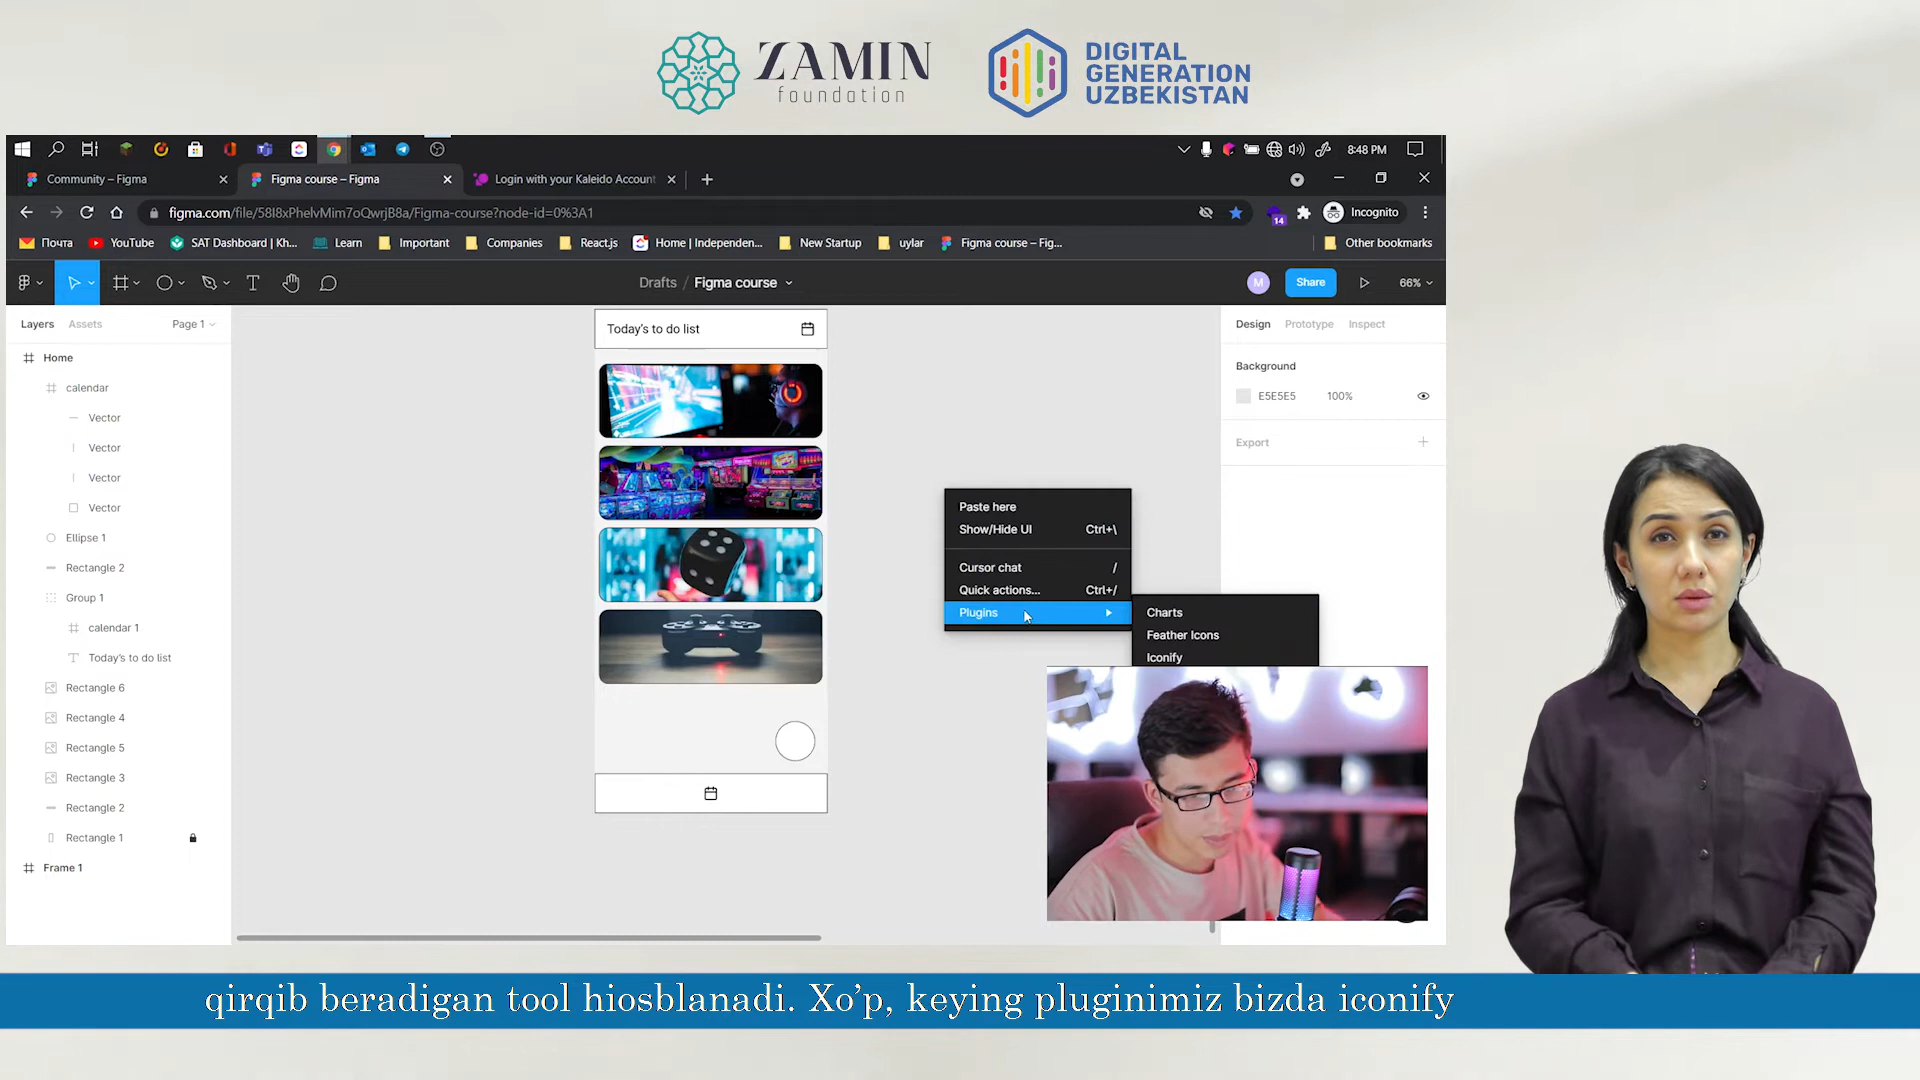 ZAMIN
foundation
DIGITAL
GENERATION
UZBEKISTAN
8:48 PM
Community – Figma
Figma course – Figma
Login with your Kaleido Account
figma.com/file/58I8xPhelvMim7oQwrjB8a/Figma-course?node-id=0%3A1
14
Incognito
Почта
YouTube
SAT Dashboard | Kh...
Learn
Important
Companies
React.js
Home | Independen...
New Startup
uylar
Figma course – Fig...
Other bookmarks
Drafts / Figma course
M
Share
66%
Layers
Assets
Page 1
Home
calendar
Vector
Vector
Vector
Vector
Ellipse 1
Rectangle 2
Group 1
calendar 1
Today's to do list
Rectangle 6
Rectangle 4
Rectangle 5
Rectangle 3
Rectangle 2
Rectangle 1
Frame 1
Today's to do list
Paste here
Show/Hide UI Ctrl+\
Cursor chat /
Quick actions... Ctrl+/
Plugins
Charts
Feather Icons
Iconify
Design
Prototype
Inspect
Background
E5E5E5 100%
Export
qirqib beradigan tool hiosblanadi. Xo’p, keying pluginimiz bizda iconify